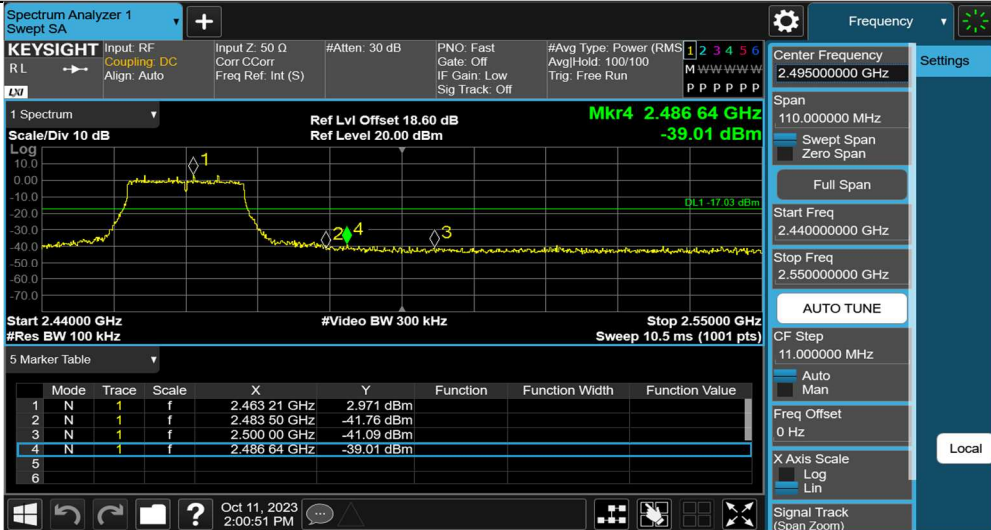 Spectrum Analyzer 1
Swept SA
+
Frequency
KEYSIGHT
RL
LXI
Input: RF
Coupling: DC
Align: Auto
Input Z: 50 Ω
Corr CCorr
Freq Ref: Int (S)
#Atten: 30 dB
PNO: Fast
Gate: Off
IF Gain: Low
Sig Track: Off
#Avg Type: Power (RMS
Avg|Hold: 100/100
Trig: Free Run
1 2 3 4 5 6
M W W W W W
P P P P P P
1 Spectrum
Scale/Div 10 dB
Log
Ref Lvl Offset 18.60 dB
Ref Level 20.00 dBm
Mkr4 2.486 64 GHz
-39.01 dBm
10.0
0.00
-10.0
-20.0
-30.0
-40.0
-50.0
-60.0
-70.0
1
2
4
3
DL1 -17.03 dBm
Start 2.44000 GHz
#Res BW 100 kHz
#Video BW 300 kHz
Stop 2.55000 GHz
Sweep 10.5 ms (1001 pts)
5 Marker Table
Mode Trace Scale X Y Function Function Width Function Value
1 N 1 f 2.463 21 GHz 2.971 dBm
2 N 1 f 2.483 50 GHz -41.76 dBm
3 N 1 f 2.500 00 GHz -41.09 dBm
4 N 1 f 2.486 64 GHz -39.01 dBm
5
6
?
Oct 11, 2023
2:00:51 PM
Center Frequency
2.495000000 GHz
Span
110.000000 MHz
Swept Span
Zero Span
Full Span
Start Freq
2.440000000 GHz
Stop Freq
2.550000000 GHz
AUTO TUNE
CF Step
11.000000 MHz
Auto
Man
Freq Offset
0 Hz
X Axis Scale
Log
Lin
Signal Track
(Span Zoom)
Settings
Local